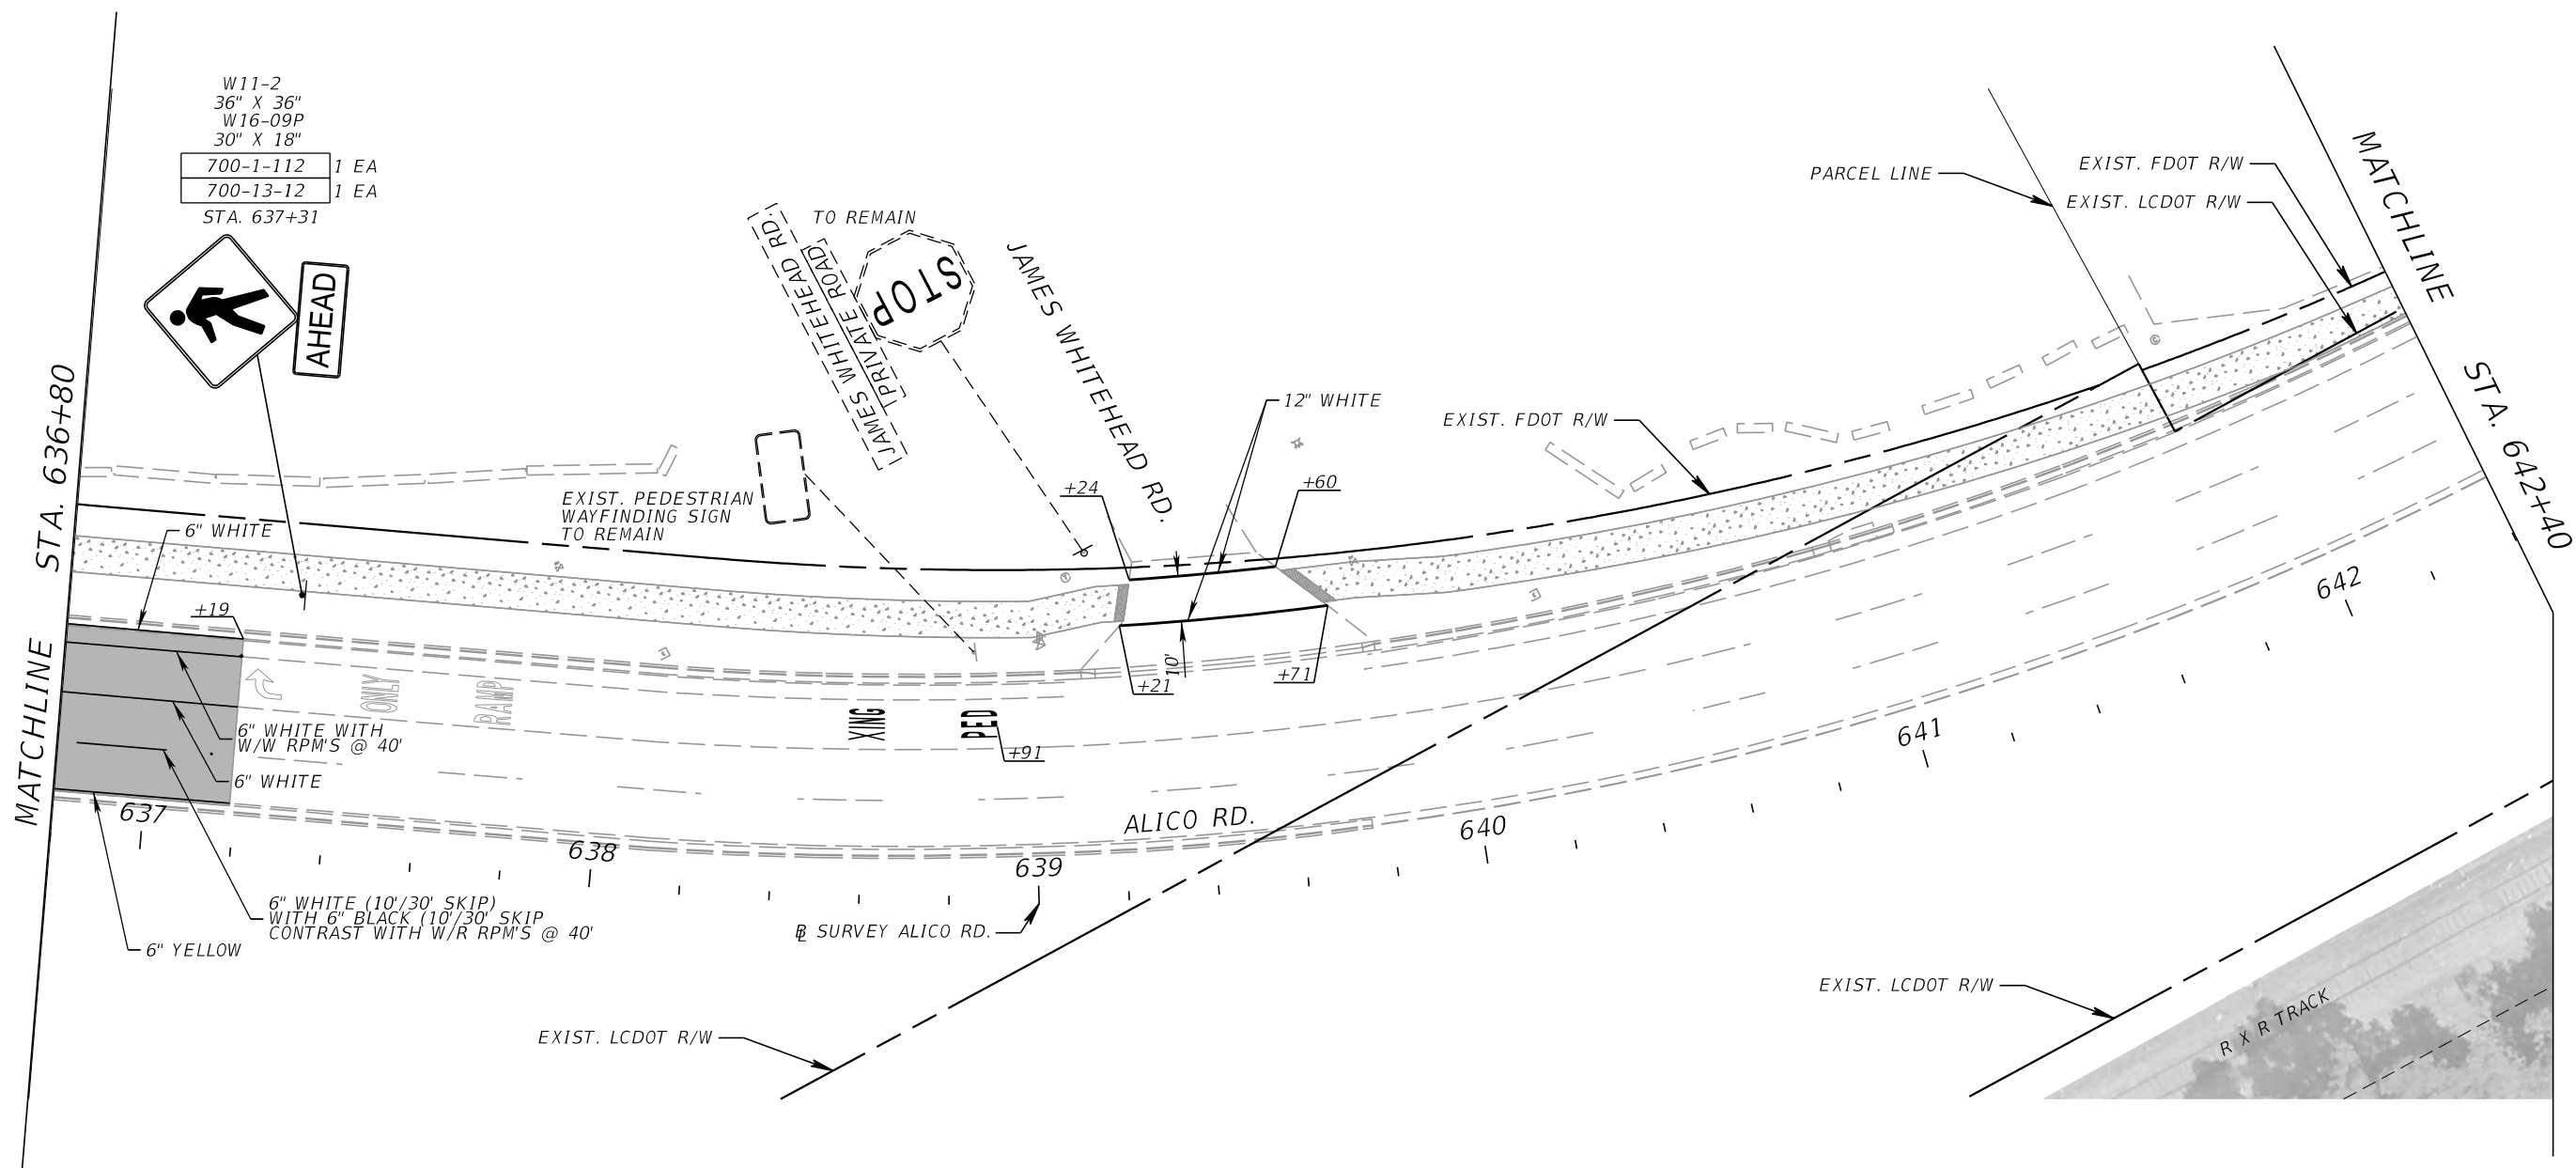 W11-2
36" X 36"
W16-09P
30" X 18"
700-1-112 1 EA
700-13-12 1 EA
STA. 637+31
AHEAD
MATCHLINE STA. 636+80
6" WHITE
+19
6" WHITE WITH
W/W RPM'S @ 40'
6" WHITE
6" WHITE (10'/30' SKIP)
WITH 6" BLACK (10'/30' SKIP
CONTRAST WITH W/R RPM'S @ 40'
6" YELLOW
ONLY
RAMP
EXIST. PEDESTRIAN
WAYFINDING SIGN
TO REMAIN
JAMES WHITEHEAD RD.
(PRIVATE ROAD)
JAMES WHITEHEAD RD.
TO REMAIN
STOP
JAMES WHITEHEAD RD.
+24
12" WHITE
+60
+21
10'
+71
XING
PED
+91
ALICO RD.
637
638
639
640
641
642
BL SURVEY ALICO RD.
EXIST. LCDOT R/W
EXIST. FDOT R/W
PARCEL LINE
EXIST. FDOT R/W
EXIST. LCDOT R/W
MATCHLINE STA. 642+40
EXIST. LCDOT R/W
R X R TRACK